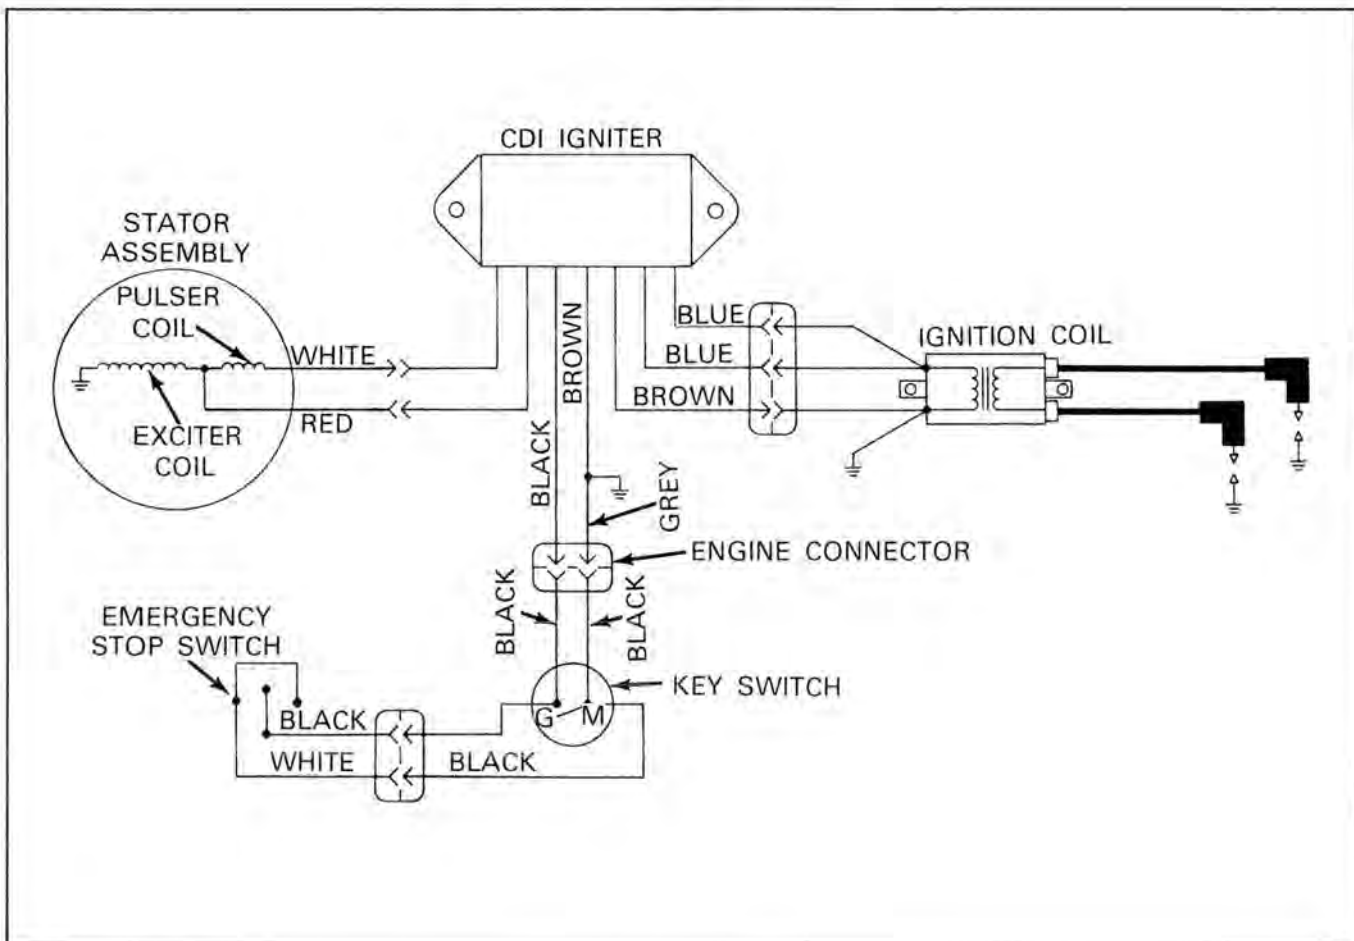 CDI IGNITER
STATOR
ASSEMBLY
PULSER
COIL
WHITE
RED
EXCITER
COIL
BLACK
BROWN
BLUE
BLUE
BROWN
IGNITION COIL
GREY
ENGINE CONNECTOR
BLACK
BLACK
EMERGENCY
STOP SWITCH
KEY SWITCH
G M
BLACK
WHITE
BLACK